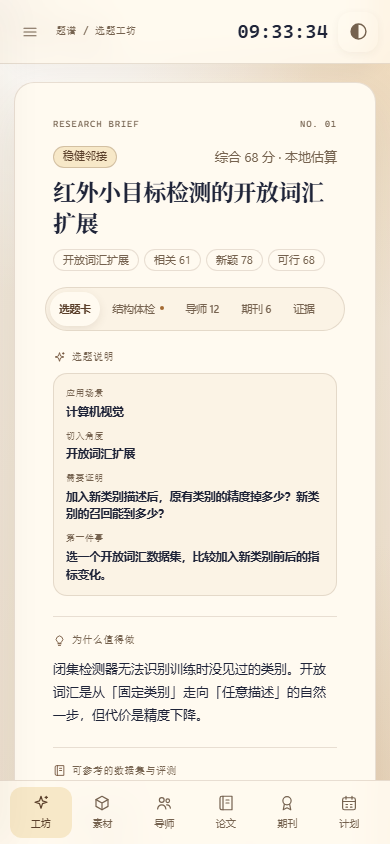 题谱 / 选题工坊
09:33:34
RESEARCH BRIEF
NO. 01
稳健邻接
综合 68 分 · 本地估算
红外小目标检测的开放词汇
扩展
开放词汇扩展
相关 61
新颖 78
可行 68
选题卡
结构体检
导师 12
期刊 6
证据
选题说明
应用场景
计算机视觉
切入角度
开放词汇扩展
需要证明
加入新类别描述后，原有类别的精度掉多少？新类
别的召回能到多少？
第一件事
选一个开放词汇数据集，比较加入新类别前后的指
标变化。
为什么值得做
闭集检测器无法识别训练时没见过的类别。开放
词汇是从「固定类别」走向「任意描述」的自然
一步，但代价是精度下降。
可参考的数据集与评测
工坊
素材
导师
论文
期刊
计划